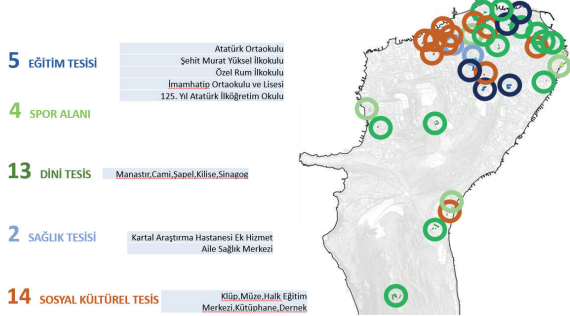 Atatürk Ortaokulu
Şehit Murat Yüksel İlkokulu
5 EĞİTİM TESİSİ
Özel Rum İlkokulu
İmamhatip Ortaokulu ve Lisesi
125. Yıl Atatürk İlköğretim Okulu
4 SPOR ALANI
13 DİNİ TESİS
Manastır,Cami,Şapel,Kilise,Sinagog
2 SAĞLIK TESİSİ
Kartal Araştırma Hastanesi Ek Hizmet
Aile Sağlık Merkezi
14 SOSYAL KÜLTÜREL TESİS
Klüp,Müze,Halk Eğitim
Merkezi,Kütüphane,Dernek